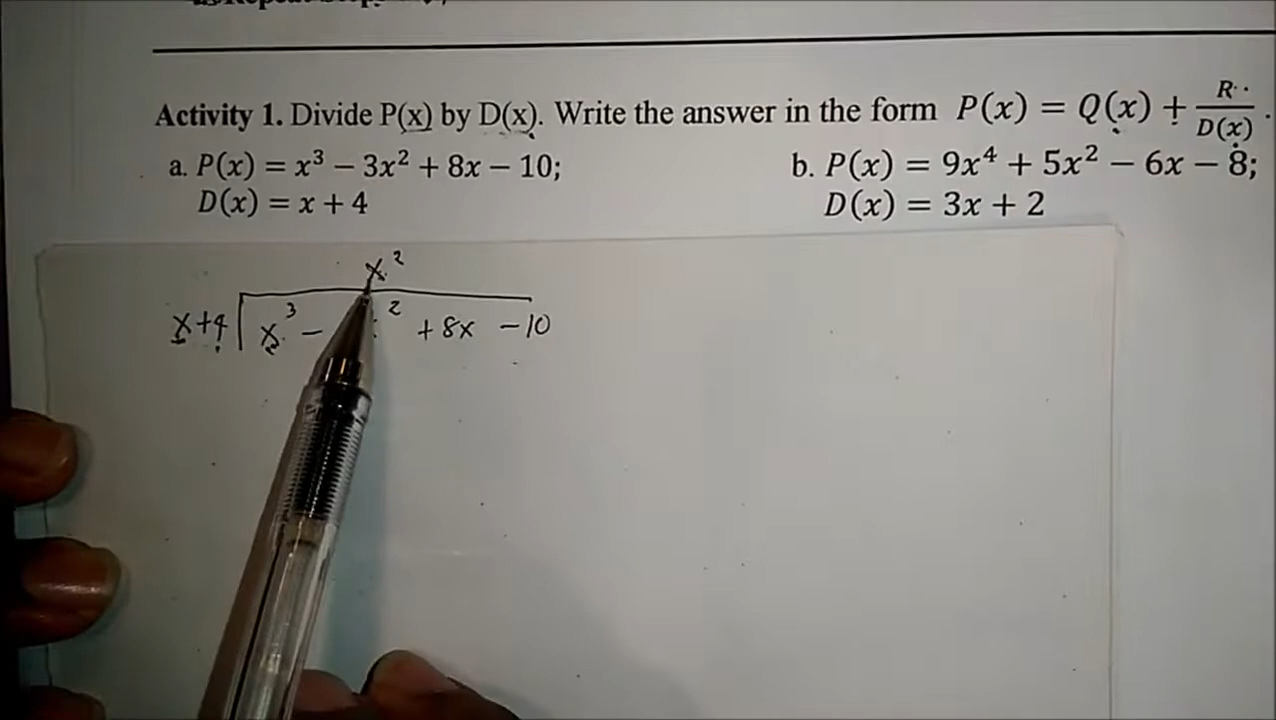 Activity 1. Divide P(x) by D(x). Write the answer in the form P(x) = Q(x) + R/D(x).
a. P(x) = x³ − 3x² + 8x − 10; b. P(x) = 9x⁴ + 5x² − 6x − 8;
D(x) = x + 4 D(x) = 3x + 2
x²
x+4 x³ − ² + 8x − 10